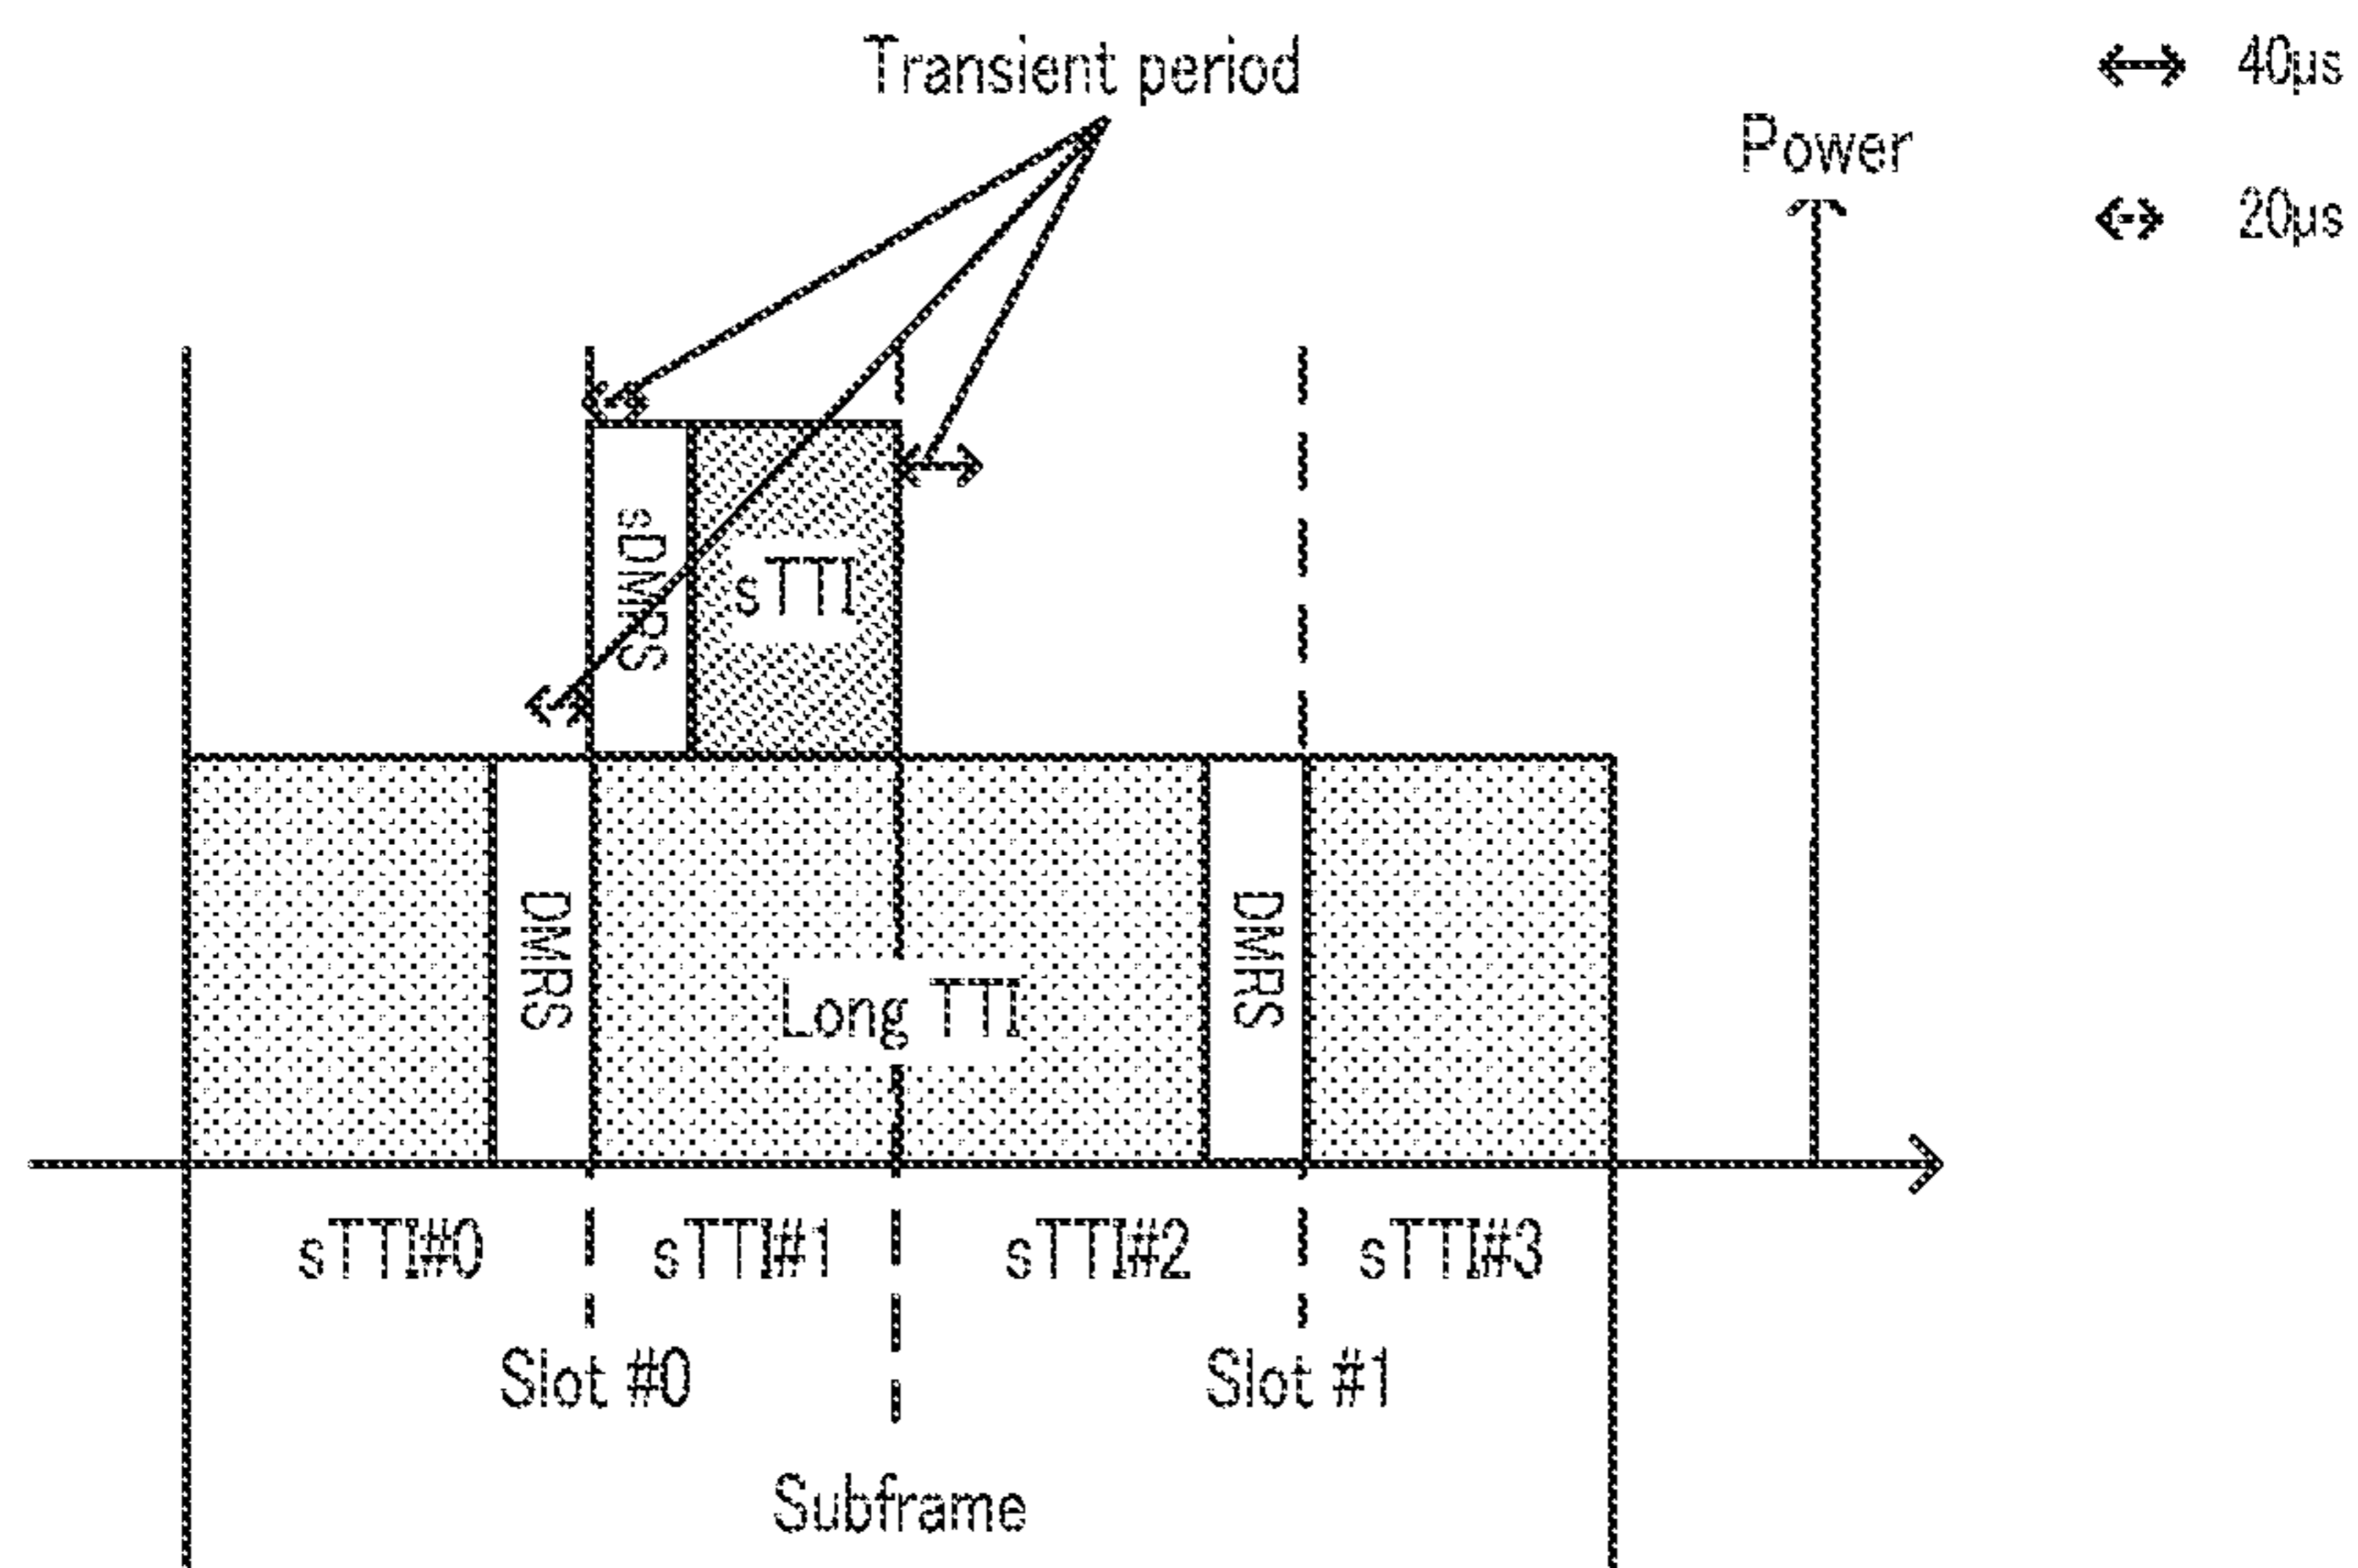 Transient period
40µs
Power
20µs
sDMRS
sTTI
DMRS
Long TTI
DMRS
sTTI#0
sTTI#1
sTTI#2
sTTI#3
Slot #0
Slot #1
Subframe